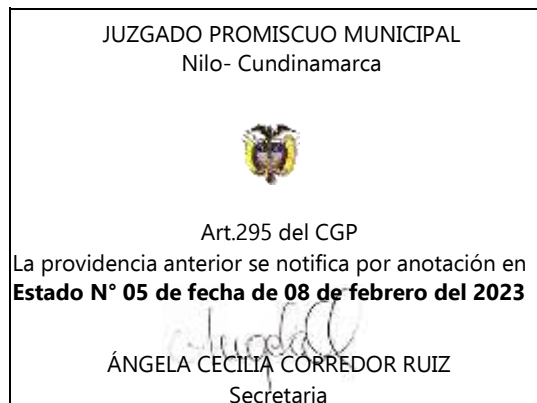 JUZGADO PROMISCUO MUNICIPAL
Nilo- Cundinamarca
Art.295 del CGP
La providencia anterior se notifica por anotación en
Estado N° 05 de fecha de 08 de febrero del 2023
ÁNGELA CECILIA CORREDOR RUIZ
Secretaria